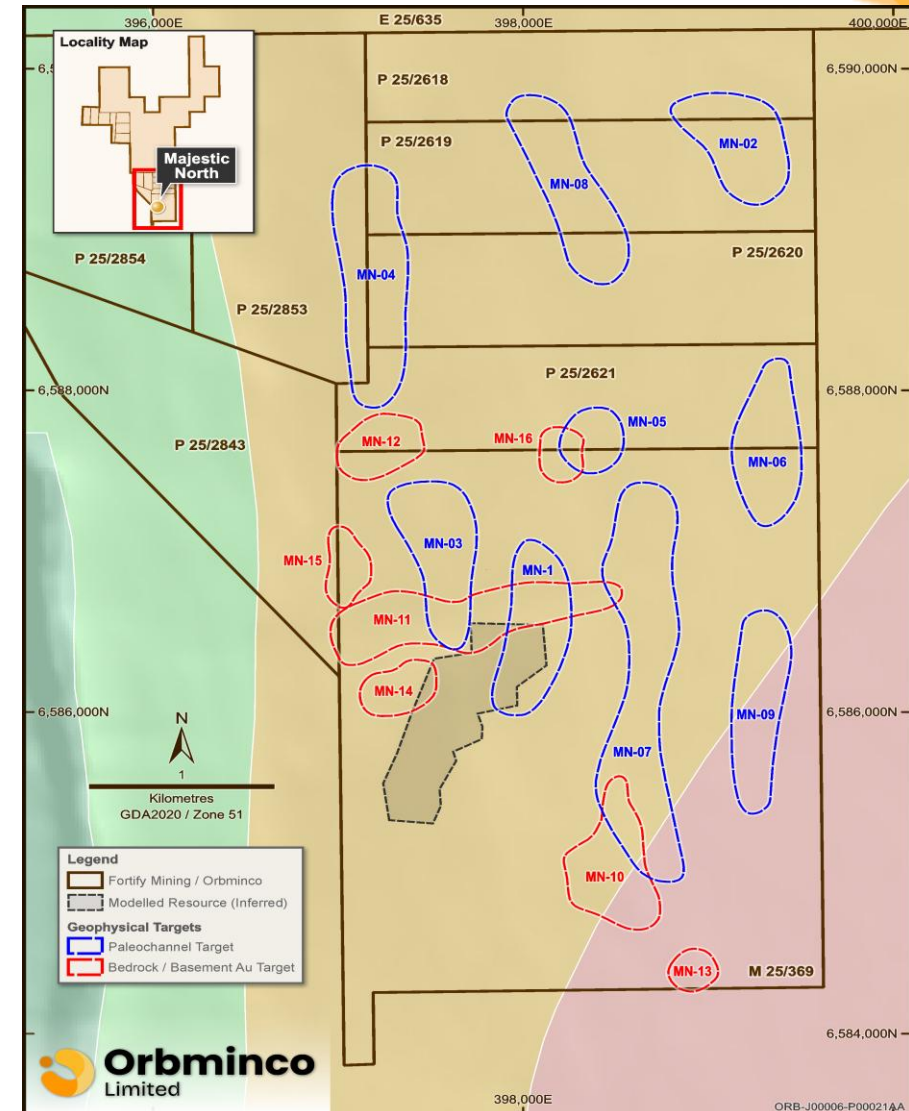 396,000E
E 25/635
398,000E
400,000E
Locality Map
Majestic
North
6,590,000N
P 25/2618
P 25/2619
MN-02
MN-08
P 25/2620
P 25/2854
MN-04
P 25/2853
P 25/2621
6,588,000N
6,588,000N
MN-05
MN-12
MN-16
P 25/2843
MN-06
MN-03
MN-15
MN-1
MN-11
MN-14
6,586,000N
6,586,000N
MN-09
N
MN-07
1
Kilometres
GDA2020 / Zone 51
Legend
Fortify Mining / Orbminco
Modelled Resource (Inferred)
Geophysical Targets
Paleochannel Target
Bedrock / Basement Au Target
MN-10
MN-13
M 25/369
6,584,000N
Orbminco
Limited
398,000E
ORB-J00006-P00021AA